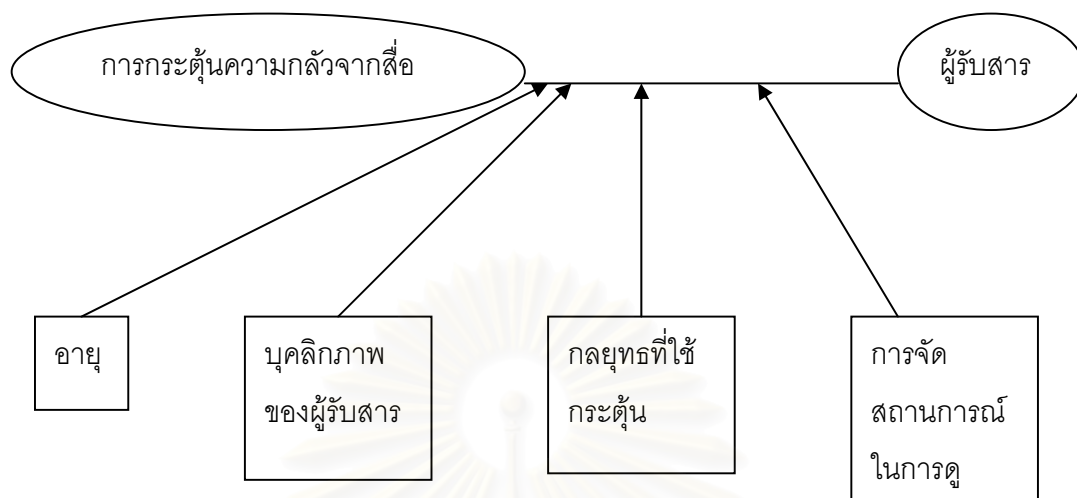 การกระตุ้นความกลัวจากสื่อ
ผู้รับสาร
อายุ
บุคลิกภาพ
ของผู้รับสาร
กลยุทธที่ใช้
กระตุ้น
การจัด
สถานการณ์
ในการดู